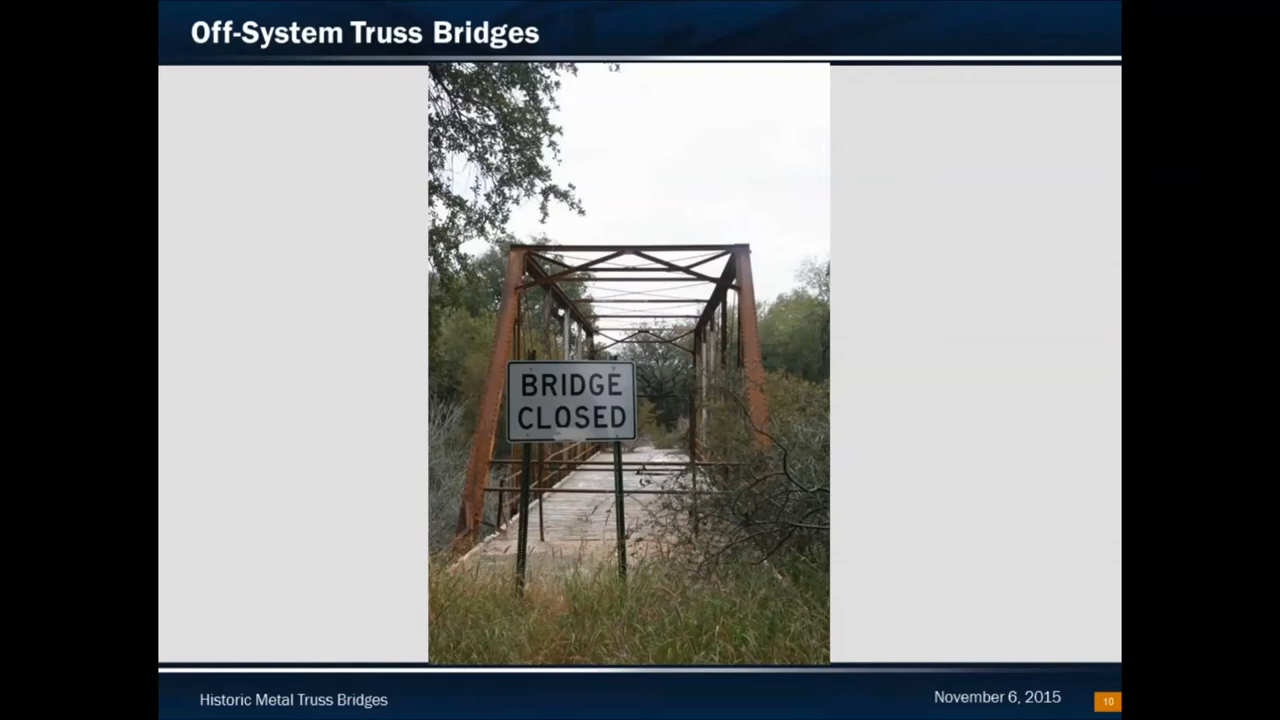 Off-System Truss Bridges
BRIDGE
CLOSED
Historic Metal Truss Bridges
November 6, 2015
10